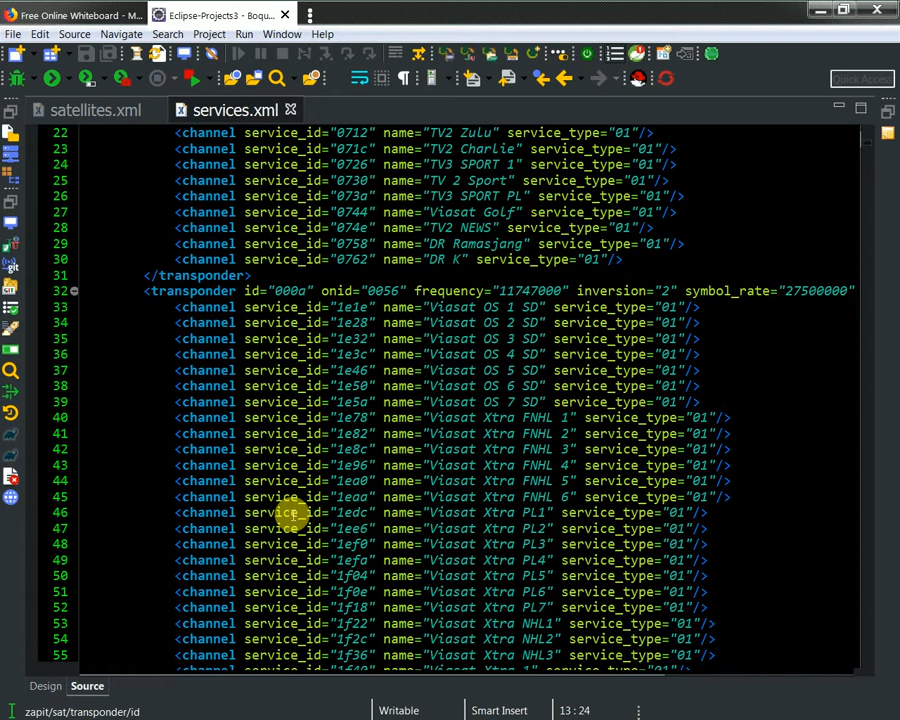 Free Online Whiteboard - M...
Eclipse-Projects3 - Boqu...
File Edit Source Navigate Search Project Run Window Help
Quick Access
satellites.xml
services.xml
22 <channel service_id="0712" name="TV2 Zulu" service_type="01"/>
23 <channel service_id="071c" name="TV2 Charlie" service_type="01"/>
24 <channel service_id="0726" name="TV3 SPORT 1" service_type="01"/>
25 <channel service_id="0730" name="TV 2 Sport" service_type="01"/>
26 <channel service_id="073a" name="TV3 SPORT PL" service_type="01"/>
27 <channel service_id="0744" name="Viasat Golf" service_type="01"/>
28 <channel service_id="074e" name="TV2 NEWS" service_type="01"/>
29 <channel service_id="0758" name="DR Ramasjang" service_type="01"/>
30 <channel service_id="0762" name="DR K" service_type="01"/>
31 </transponder>
32 <transponder id="000a" onid="0056" frequency="11747000" inversion="2" symbol_rate="27500000"
33 <channel service_id="1e1e" name="Viasat OS 1 SD" service_type="01"/>
34 <channel service_id="1e28" name="Viasat OS 2 SD" service_type="01"/>
35 <channel service_id="1e32" name="Viasat OS 3 SD" service_type="01"/>
36 <channel service_id="1e3c" name="Viasat OS 4 SD" service_type="01"/>
37 <channel service_id="1e46" name="Viasat OS 5 SD" service_type="01"/>
38 <channel service_id="1e50" name="Viasat OS 6 SD" service_type="01"/>
39 <channel service_id="1e5a" name="Viasat OS 7 SD" service_type="01"/>
40 <channel service_id="1e78" name="Viasat Xtra FNHL 1" service_type="01"/>
41 <channel service_id="1e82" name="Viasat Xtra FNHL 2" service_type="01"/>
42 <channel service_id="1e8c" name="Viasat Xtra FNHL 3" service_type="01"/>
43 <channel service_id="1e96" name="Viasat Xtra FNHL 4" service_type="01"/>
44 <channel service_id="1ea0" name="Viasat Xtra FNHL 5" service_type="01"/>
45 <channel service_id="1eaa" name="Viasat Xtra FNHL 6" service_type="01"/>
46 <channel service_id="1edc" name="Viasat Xtra PL1" service_type="01"/>
47 <channel service_id="1ee6" name="Viasat Xtra PL2" service_type="01"/>
48 <channel service_id="1ef0" name="Viasat Xtra PL3" service_type="01"/>
49 <channel service_id="1efa" name="Viasat Xtra PL4" service_type="01"/>
50 <channel service_id="1f04" name="Viasat Xtra PL5" service_type="01"/>
51 <channel service_id="1f0e" name="Viasat Xtra PL6" service_type="01"/>
52 <channel service_id="1f18" name="Viasat Xtra PL7" service_type="01"/>
53 <channel service_id="1f22" name="Viasat Xtra NHL1" service_type="01"/>
54 <channel service_id="1f2c" name="Viasat Xtra NHL2" service_type="01"/>
55 <channel service_id="1f36" name="Viasat Xtra NHL3" service_type="01"/>
Design Source
zapit/sat/transponder/id Writable Smart Insert 13 : 24